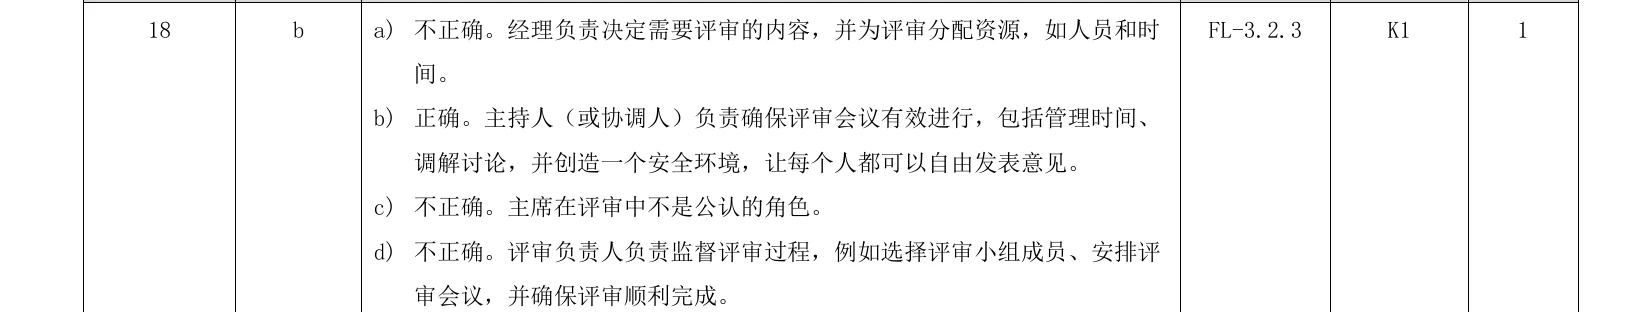 18 b a) 不正确。经理负责决定需要评审的内容，并为评审分配资源，如人员和时 FL-3.2.3 K1 1
间。
b) 正确。主持人（或协调人）负责确保评审会议有效进行，包括管理时间、
调解讨论，并创造一个安全环境，让每个人都可以自由发表意见。
c) 不正确。主席在评审中不是公认的角色。
d) 不正确。评审负责人负责监督评审过程，例如选择评审小组成员、安排评
审会议，并确保评审顺利完成。